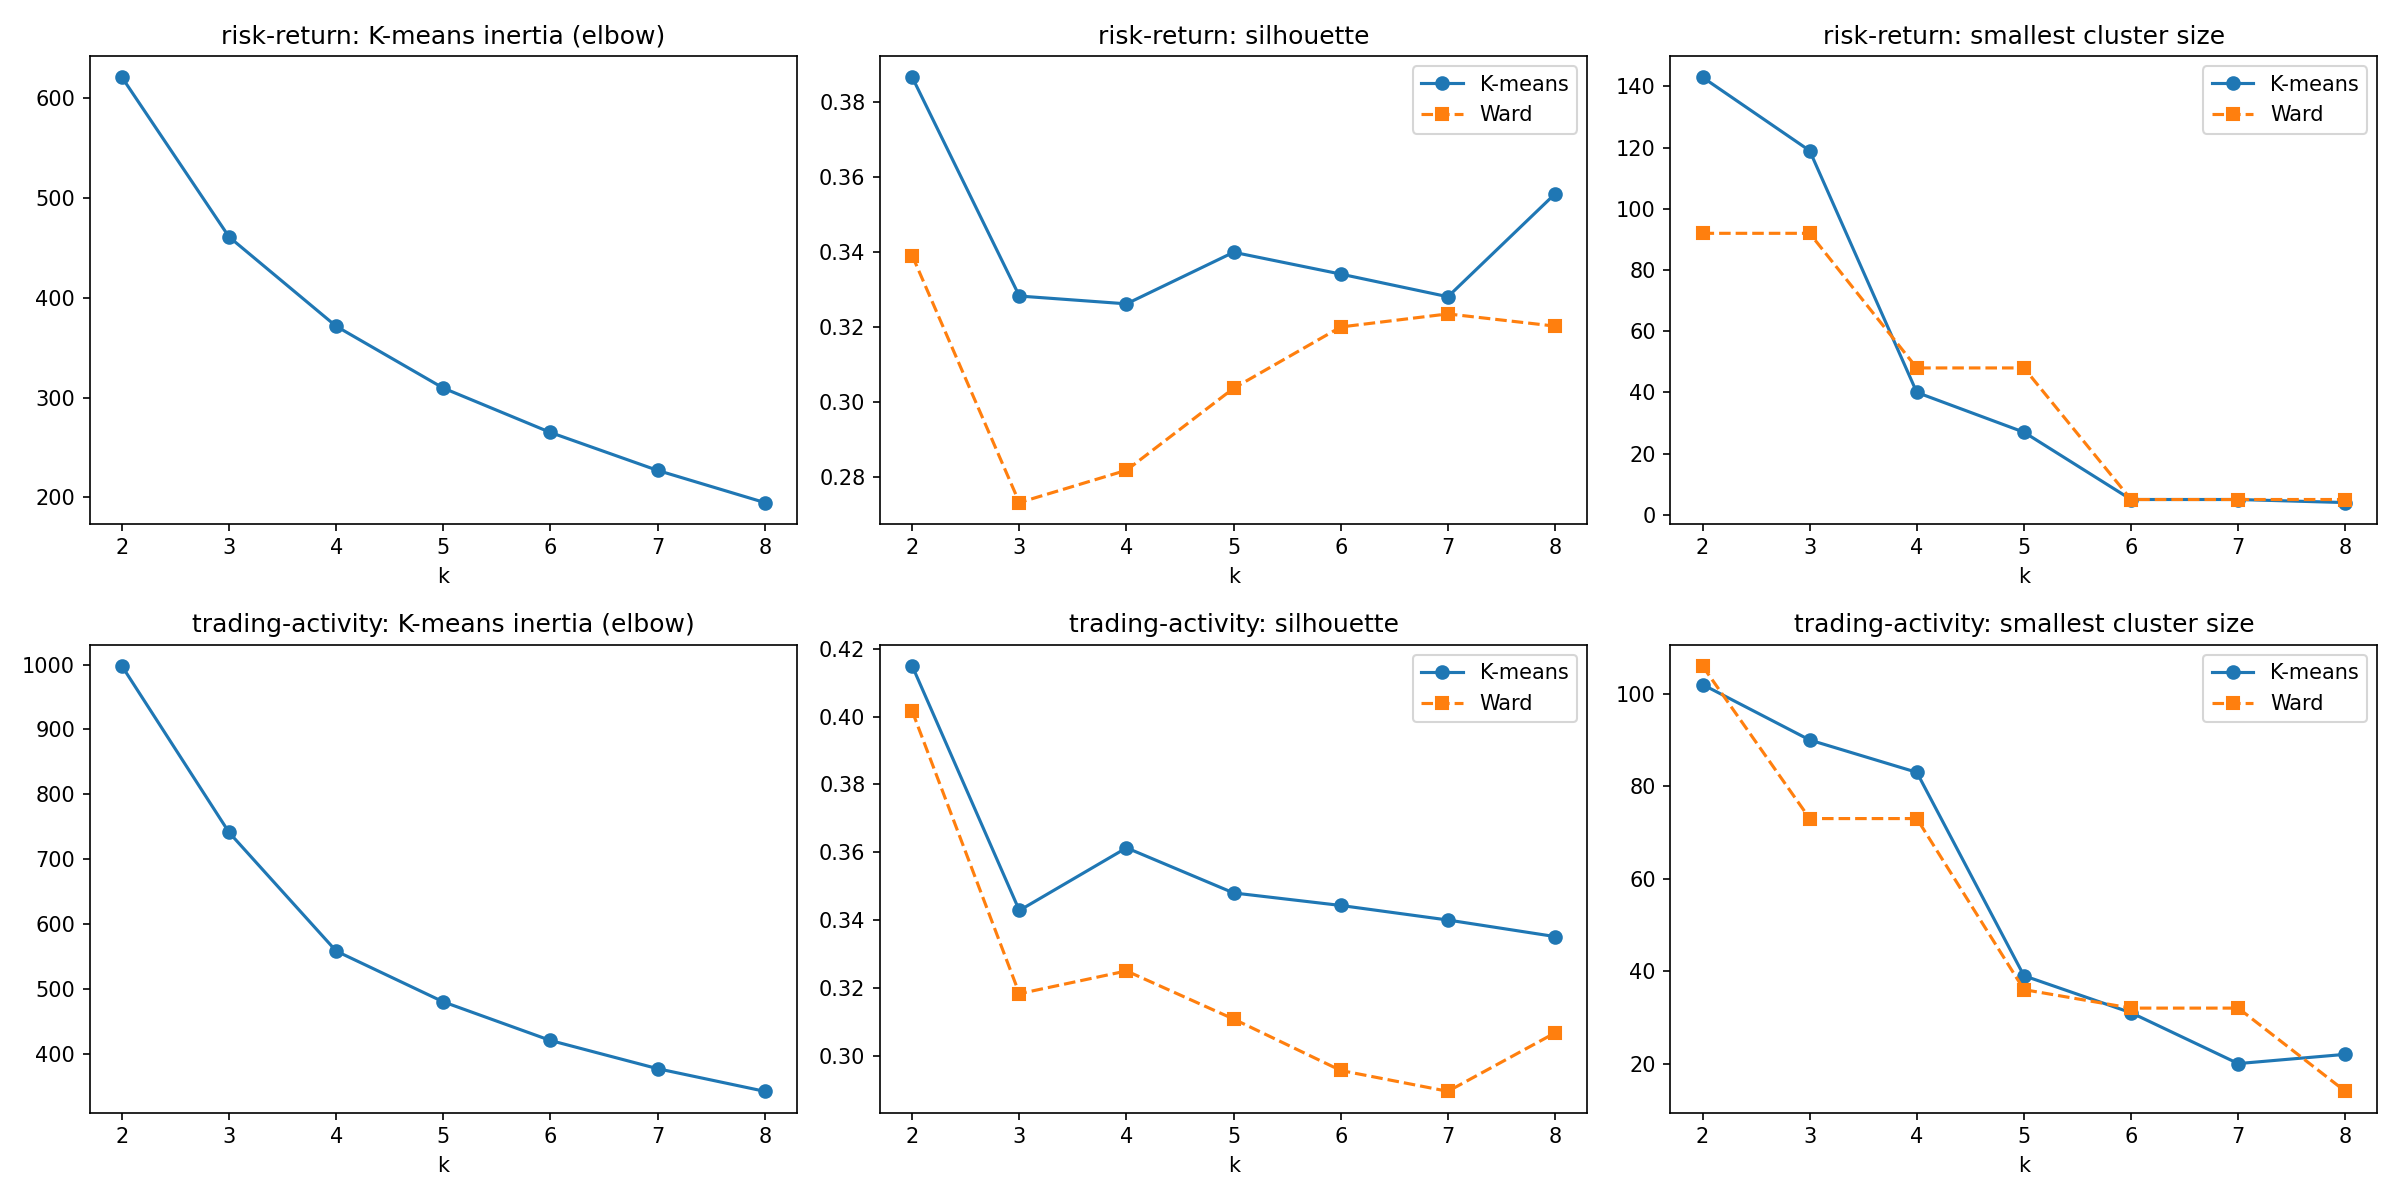 risk-return: K-means inertia (elbow)
600
500
400
300
200
2 3 4 5 6 7 8
k
risk-return: silhouette
K-means
Ward
0.38
0.36
0.34
0.32
0.30
0.28
2 3 4 5 6 7 8
k
risk-return: smallest cluster size
K-means
Ward
140
120
100
80
60
40
20
0
2 3 4 5 6 7 8
k
trading-activity: K-means inertia (elbow)
1000
900
800
700
600
500
400
2 3 4 5 6 7 8
k
trading-activity: silhouette
K-means
Ward
0.42
0.40
0.38
0.36
0.34
0.32
0.30
2 3 4 5 6 7 8
k
trading-activity: smallest cluster size
K-means
Ward
100
80
60
40
20
2 3 4 5 6 7 8
k